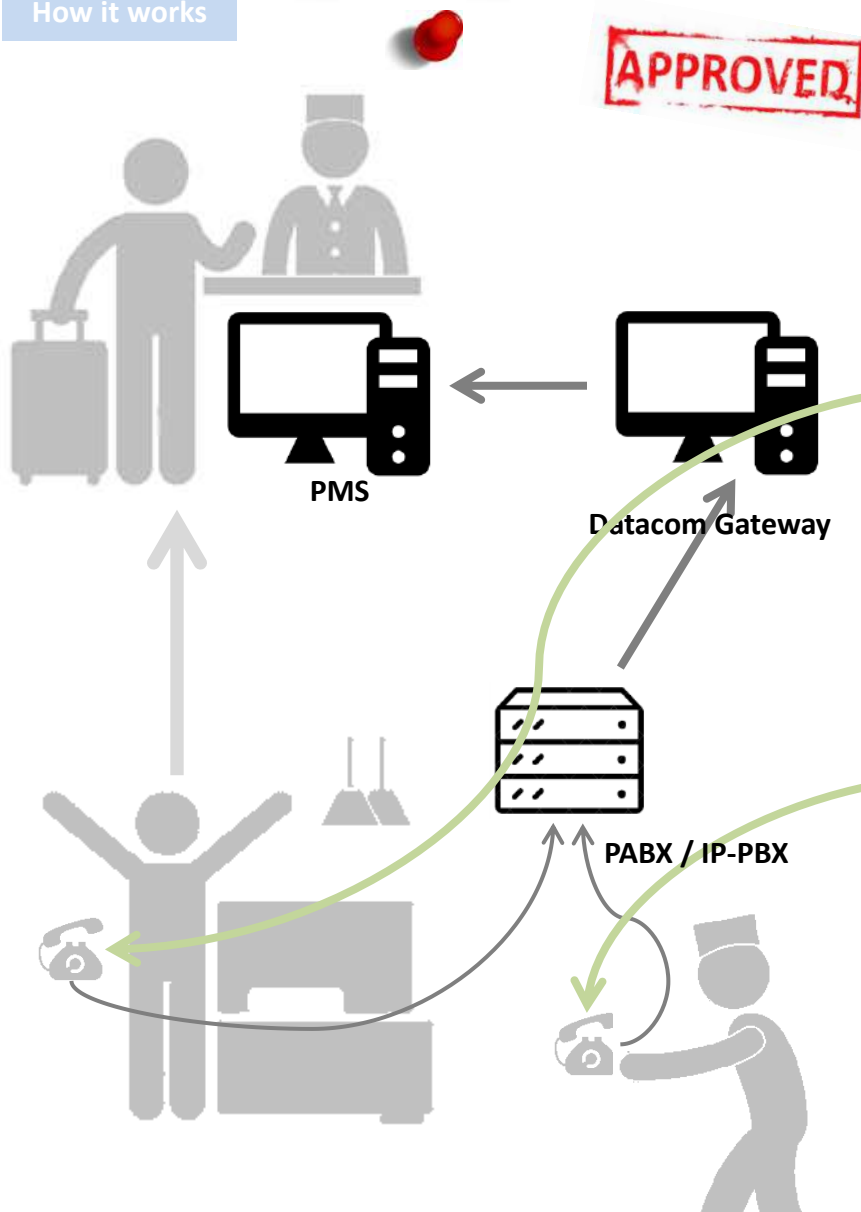 How it works
APPROVED
PMS
Datacom Gateway
PABX / IP-PBX